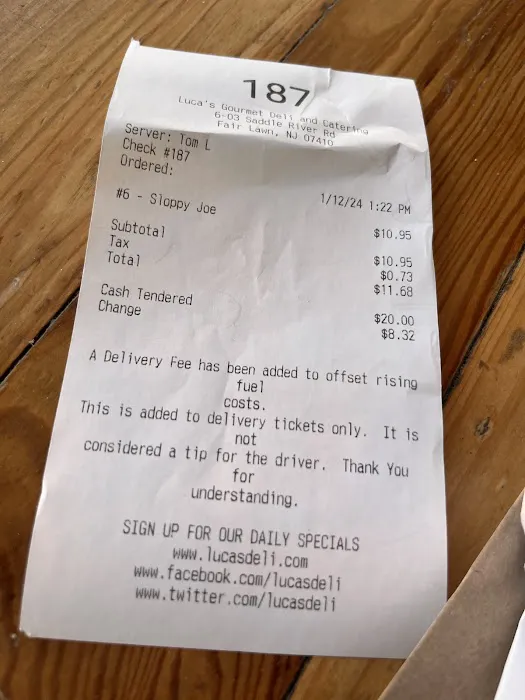 187
Luca's Gourmet Deli and Catering
6-03 Saddle River Rd
Fair Lawn, NJ 07410
Server: Tom L
Check #187
Ordered: 1/12/24 1:22 PM
#6 - Sloppy Joe $10.95
Subtotal $10.95
Tax $0.73
Total $11.68
Cash Tendered $20.00
Change $8.32
A Delivery Fee has been added to offset rising
fuel
costs.
This is added to delivery tickets only. It is
not
considered a tip for the driver. Thank You
for
understanding.
SIGN UP FOR OUR DAILY SPECIALS
www.lucasdeli.com
www.facebook.com/lucasdeli
www.twitter.com/lucasdeli